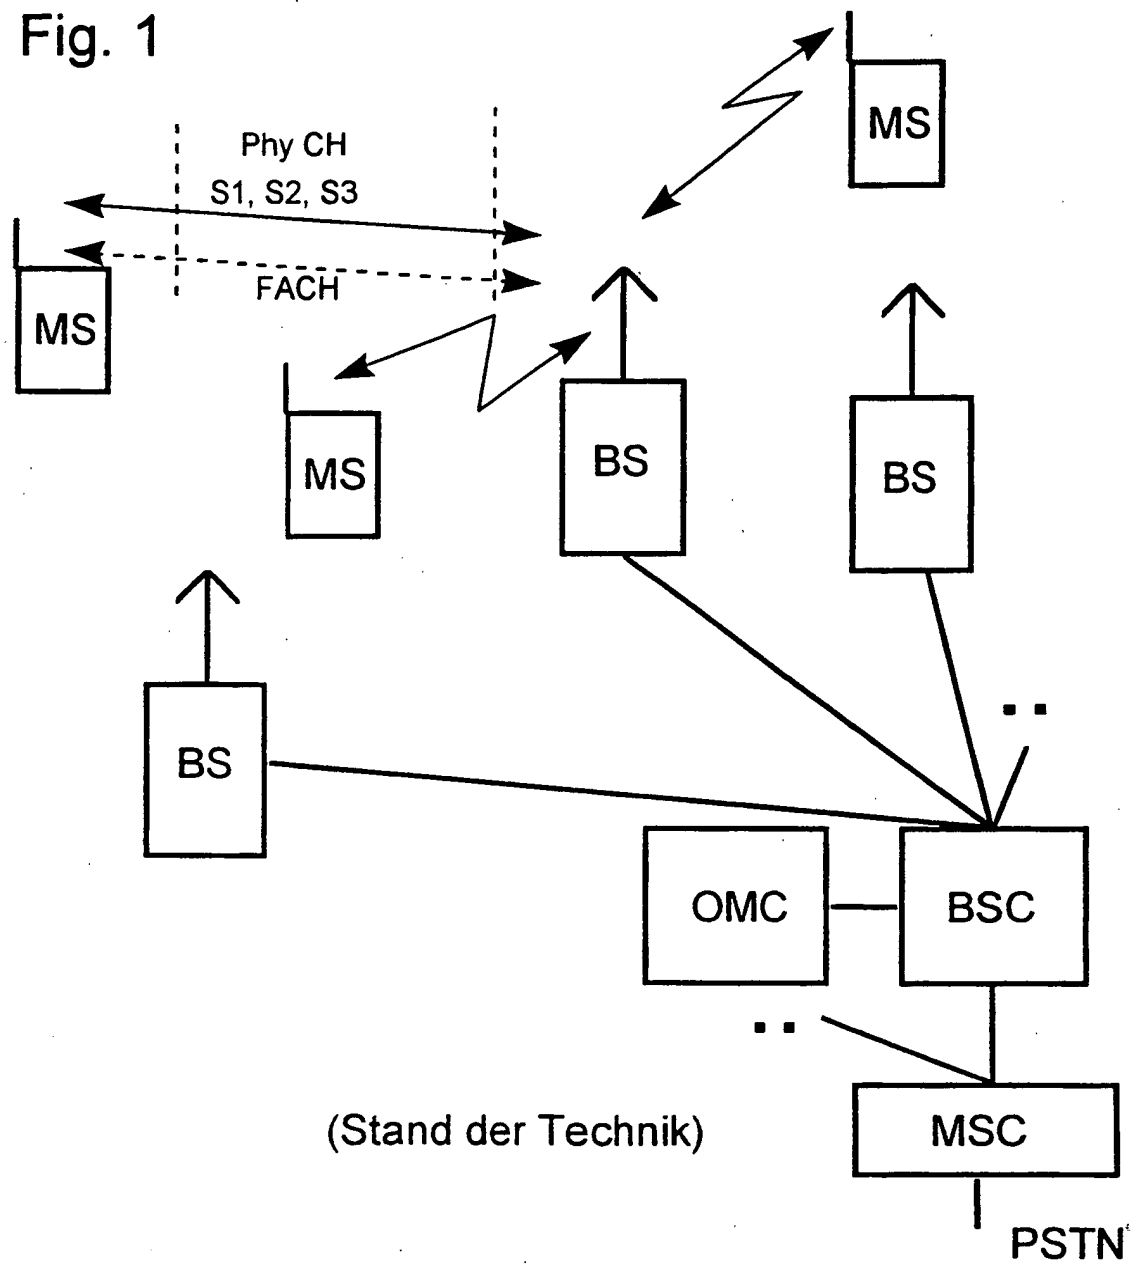 Fig. 1
MS
Phy CH
S1, S2, S3
FACH
MS
MS
BS
BS
BS
OMC
BSC
(Stand der Technik)
MSC
PSTN